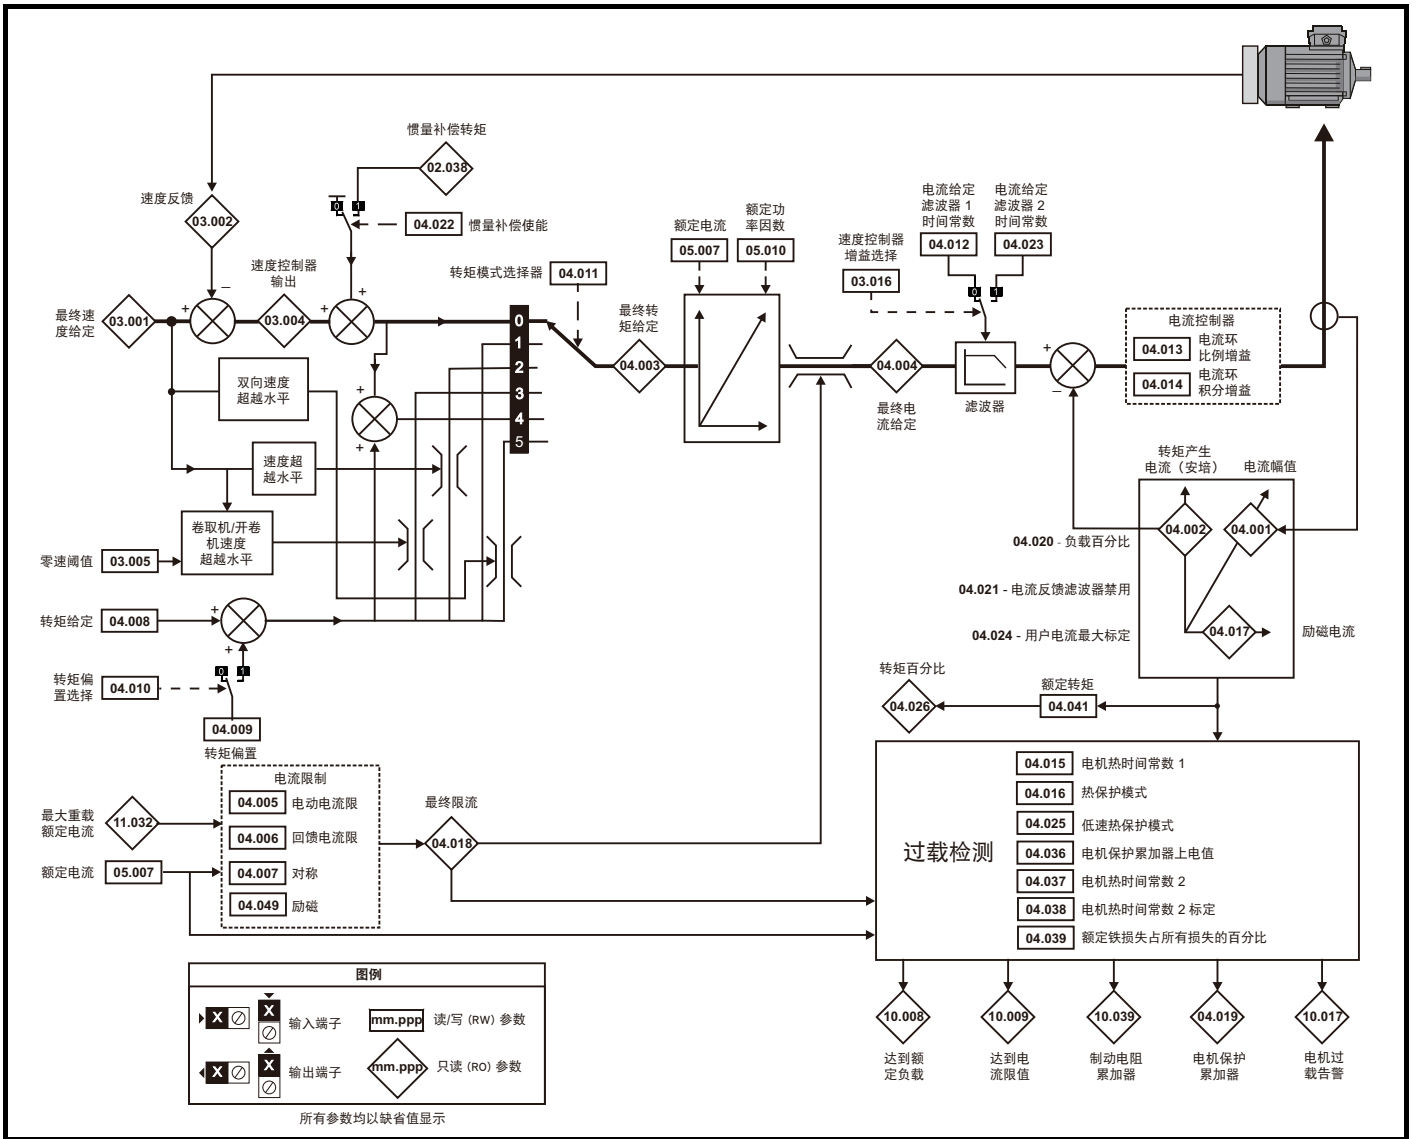 惯量补偿转矩
02.038
速度反馈
03.002
0 1
04.022 惯量补偿使能
速度控制器
输出
最终速
度给定
03.001
03.004
转矩模式选择器
04.011
额定电流
05.007
额定功
率因数
05.010
速度控制器
增益选择
03.016
电流给定
滤波器 1
时间常数
04.012
电流给定
滤波器 2
时间常数
04.023
0 1
最终转
矩给定
04.003
04.004
最终电
流给定
滤波器
电流控制器
04.013 电流环
比例增益
04.014 电流环
积分增益
0
1
2
3
4
5
双向速度
超越水平
速度超
越水平
卷取机/开卷
机速度
超越水平
零速阈值 03.005
转矩给定 04.008
0 1
转矩偏
置选择
04.010
04.009
转矩偏置
转矩产生
电流（安培）
电流幅值
04.002
04.001
04.017
励磁电流
04.020 - 负载百分比
04.021 - 电流反馈滤波器禁用
04.024 - 用户电流最大标定
转矩百分比
04.026
额定转矩
04.041
最大重载
额定电流
11.032
额定电流 05.007
电流限制
04.005 电动电流限
04.006 回馈电流限
04.007 对称
04.049 励磁
最终限流
04.018
过载检测
04.015 电机热时间常数 1
04.016 热保护模式
04.025 低速热保护模式
04.036 电机保护累加器上电值
04.037 电机热时间常数 2
04.038 电机热时间常数 2 标定
04.039 额定铁损失占所有损失的百分比
10.008
达到额
定负载
10.009
达到电
流限值
10.039
制动电阻
累加器
04.019
电机保护
累加器
10.017
电机过
载告警
图例
X X 输入端子
mm.ppp 读/写 (RW) 参数
X X 输出端子
mm.ppp 只读 (RO) 参数
所有参数均以缺省值显示